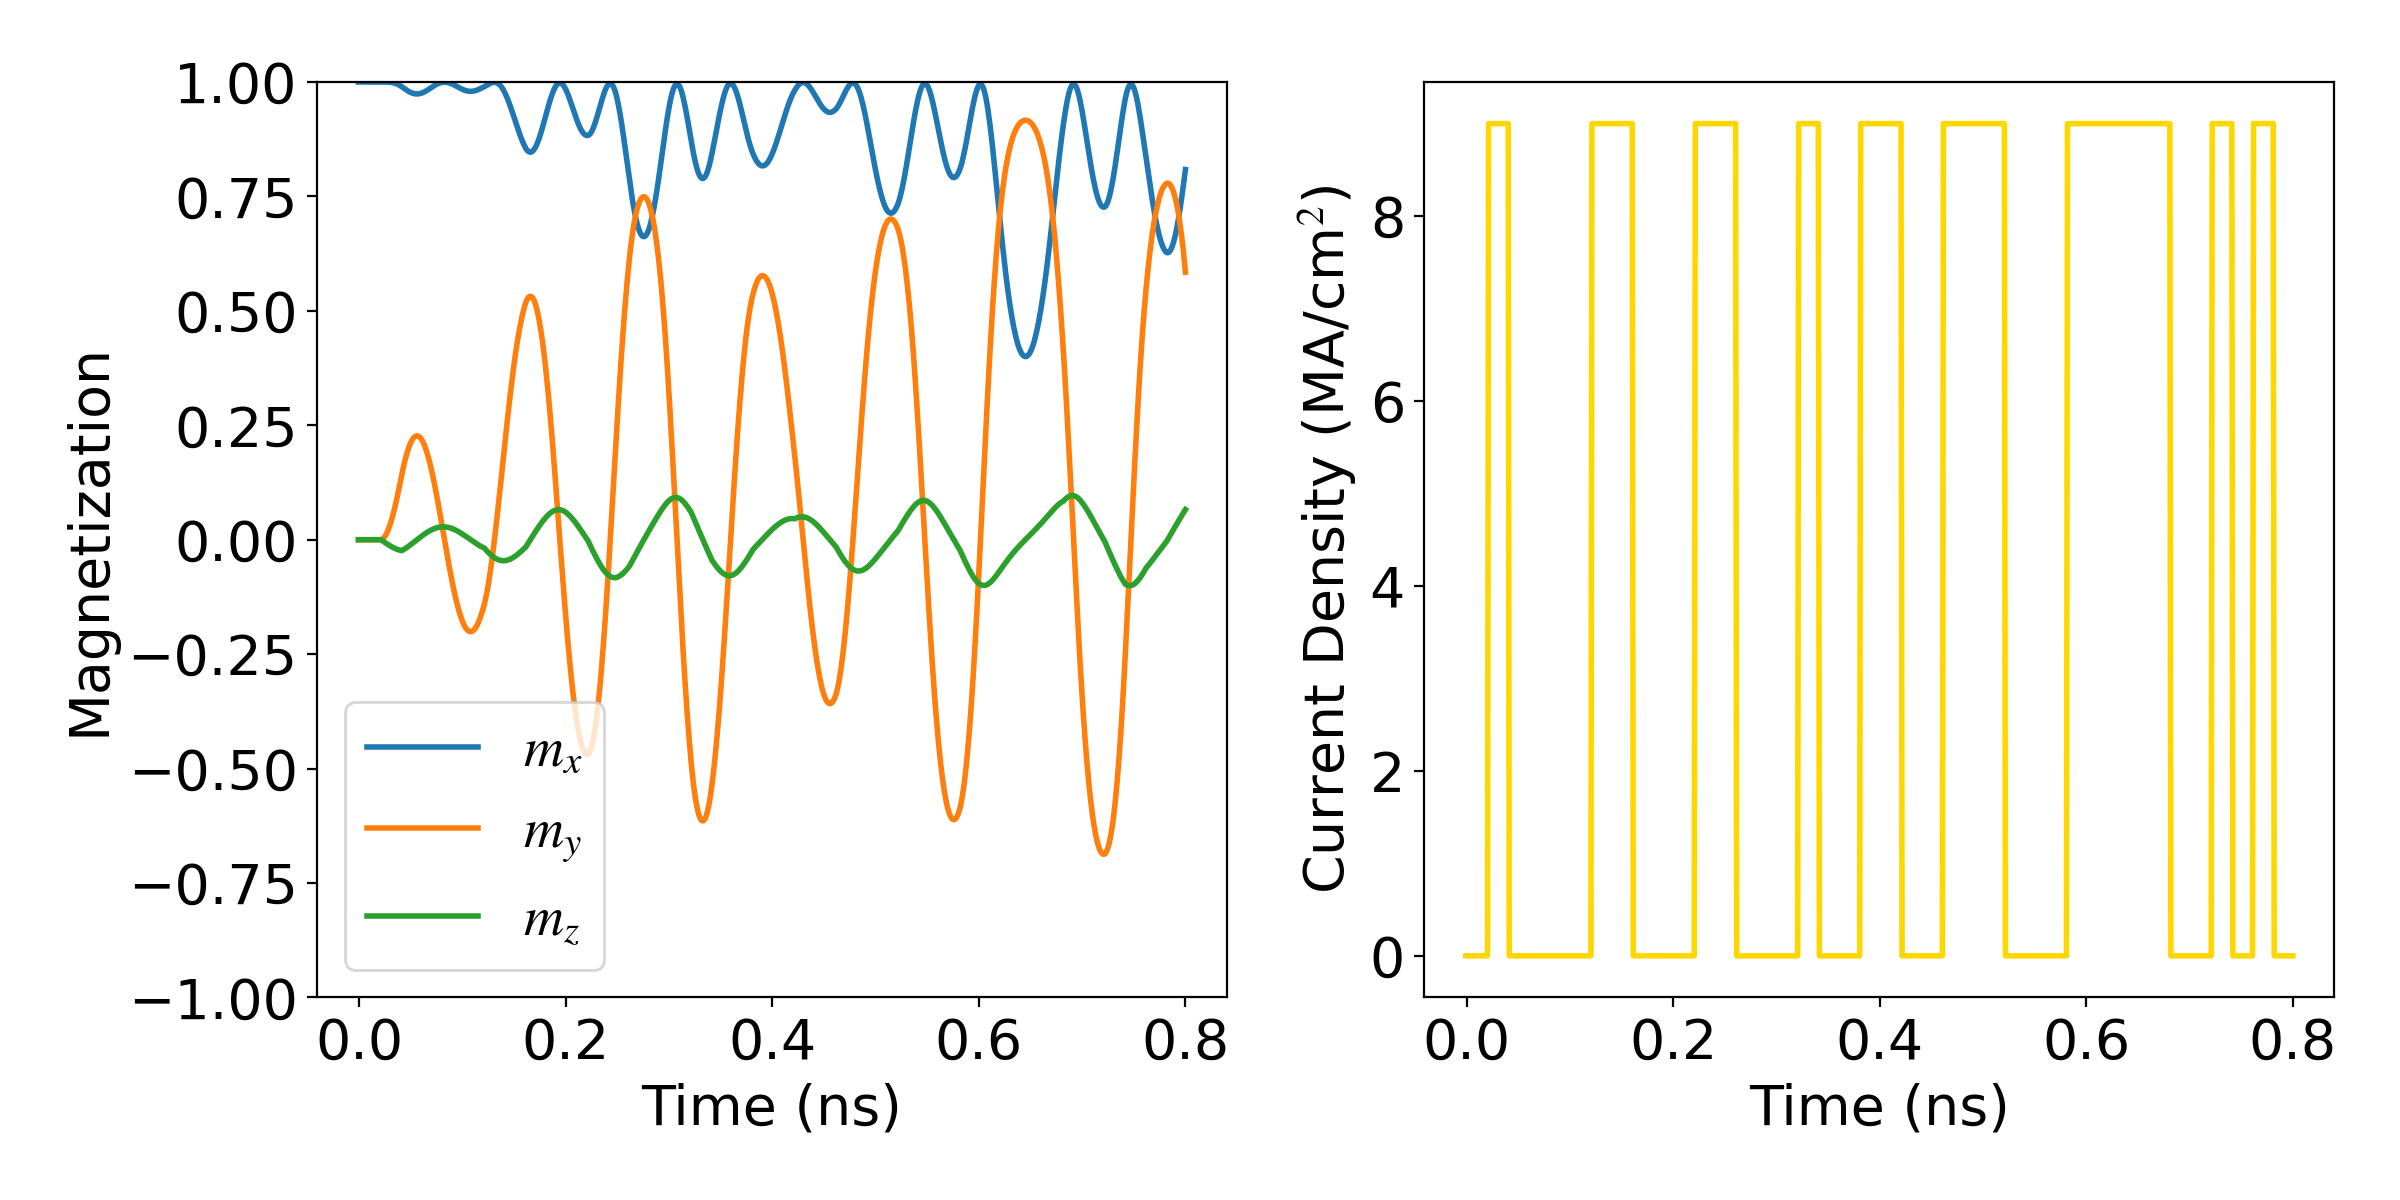 1.00
0.75
0.50
0.25
0.00
−0.25
−0.50
−0.75
−1.00
Magnetization
m_x
m_y
m_z
0.0 0.2 0.4 0.6 0.8
Time (ns)
8
6
4
2
0
Current Density (MA/cm²)
0.0 0.2 0.4 0.6 0.8
Time (ns)